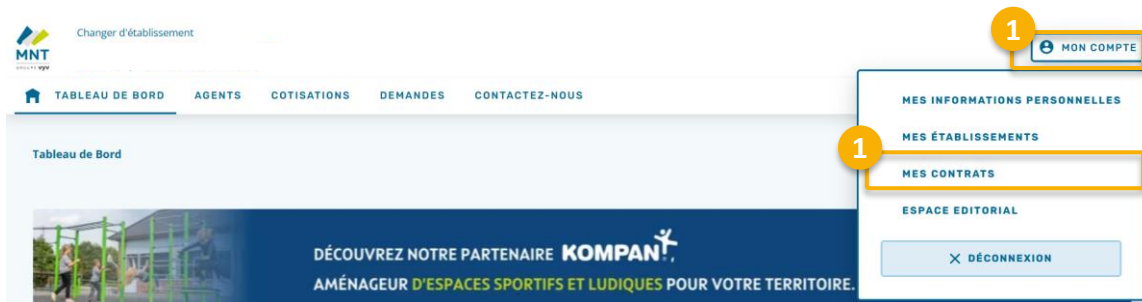 Changer d'établissement
1
MON COMPTE
MNT
GROUPE vyv
TABLEAU DE BORD AGENTS COTISATIONS DEMANDES CONTACTEZ-NOUS
MES INFORMATIONS PERSONNELLES
MES ÉTABLISSEMENTS
Tableau de Bord
1
MES CONTRATS
ESPACE EDITORIAL
DÉCONNEXION
DÉCOUVREZ NOTRE PARTENAIRE KOMPAN,
AMÉNAGEUR D'ESPACES SPORTIFS ET LUDIQUES POUR VOTRE TERRITOIRE.